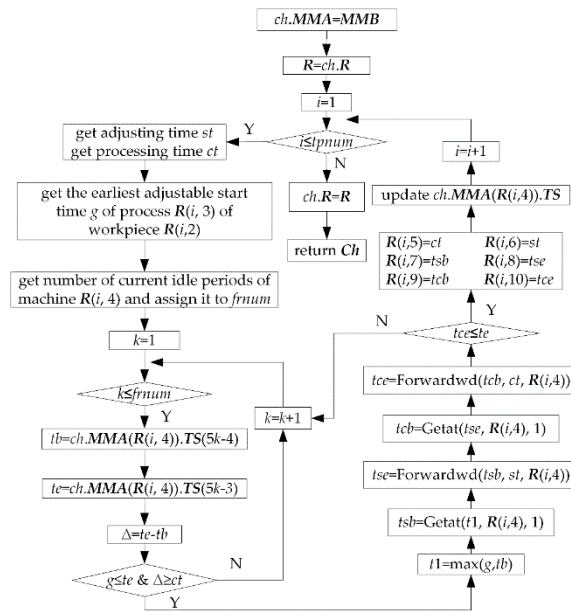 ch.MMA=MMB
R=ch.R
i=1
i≤tpnum
Y
N
get adjusting time st
get processing time ct
get the earliest adjustable start
time g of process R(i, 3) of
workpiece R(i,2)
get number of current idle periods of
machine R(i, 4) and assign it to frnum
k=1
k≤frnum
Y
tb=ch.MMA(R(i, 4)).TS(5k-4)
te=ch.MMA(R(i, 4)).TS(5k-3)
Δ=te-tb
g≤te & Δ≥ct
N
Y
k=k+1
ch.R=R
return Ch
i=i+1
update ch.MMA(R(i,4)).TS
R(i,5)=ct R(i,6)=st
R(i,7)=tsb R(i,8)=tse
R(i,9)=tcb R(i,10)=tce
Y
N
tce≤te
tce=Forwardwd(tcb, ct, R(i,4))
tcb=Getat(tse, R(i,4), 1)
tse=Forwardwd(tsb, st, R(i,4))
tsb=Getat(t1, R(i,4), 1)
t1=max(g,tb)